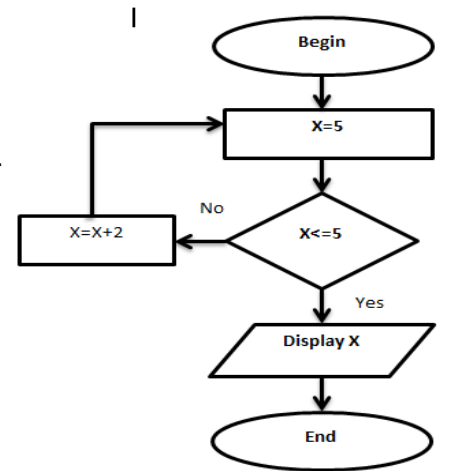 Begin
X=5
No
X<=5
X=X+2
Yes
Display X
End